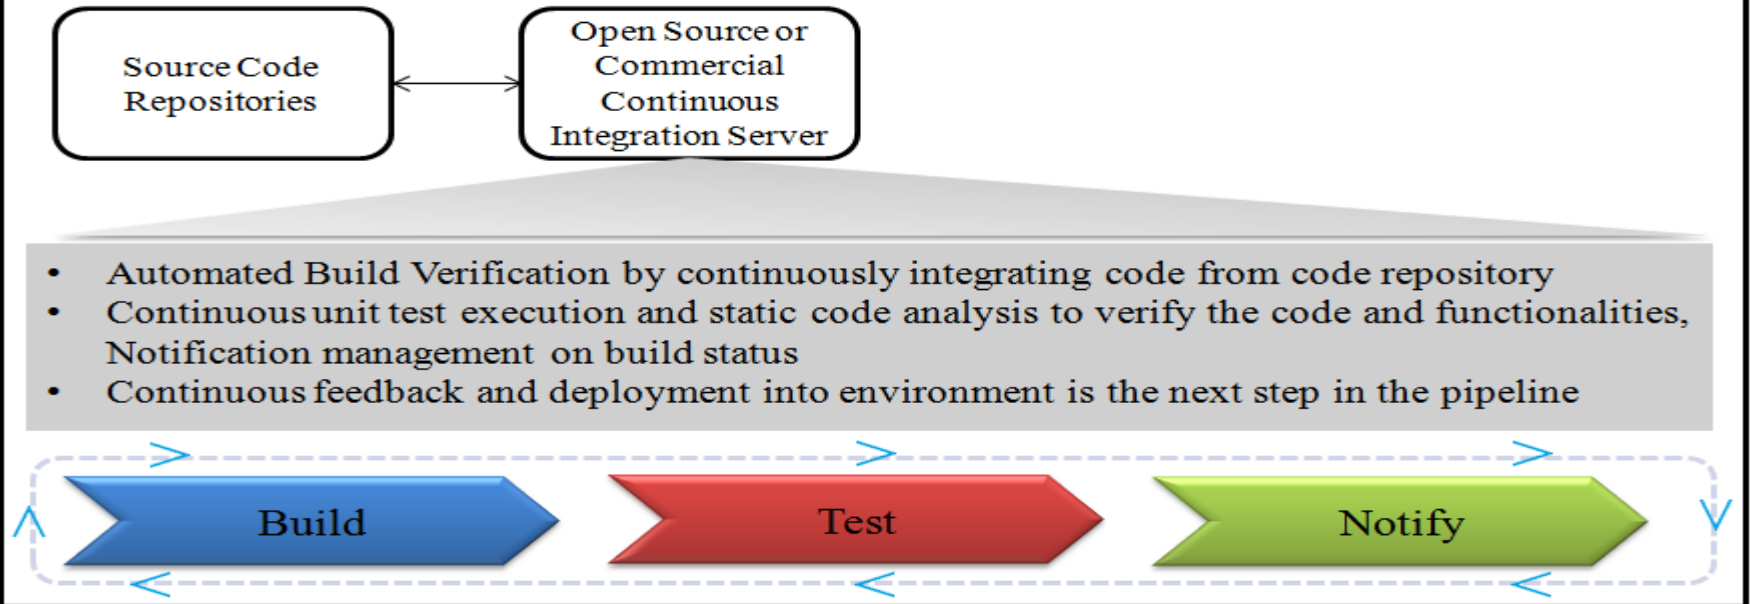 Source Code
Repositories
Open Source or
Commercial
Continuous
Integration Server
• Automated Build Verification by continuously integrating code from code repository
• Continuous unit test execution and static code analysis to verify the code and functionalities,
Notification management on build status
• Continuous feedback and deployment into environment is the next step in the pipeline
Build
Test
Notify